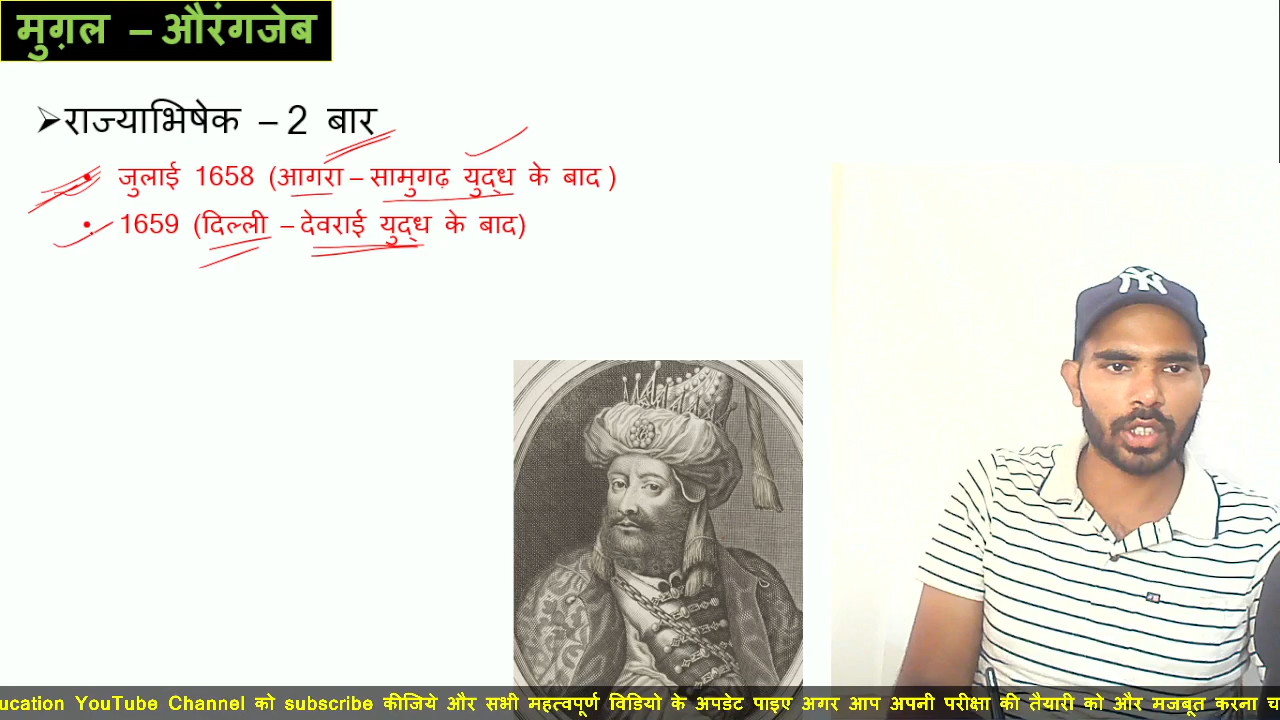 मुग़ल – औरंगजेब
➢राज्याभिषेक – 2 बार
• जुलाई 1658 (आगरा – सामुगढ़ युद्ध के बाद )
• 1659 (दिल्ली – देवराई युद्ध के बाद)
NY
ucation YouTube Channel को subscribe कीजिये और सभी महत्वपूर्ण विडियो के अपडेट पाइए अगर आप अपनी परीक्षा की तैयारी को और मजबूत करना च